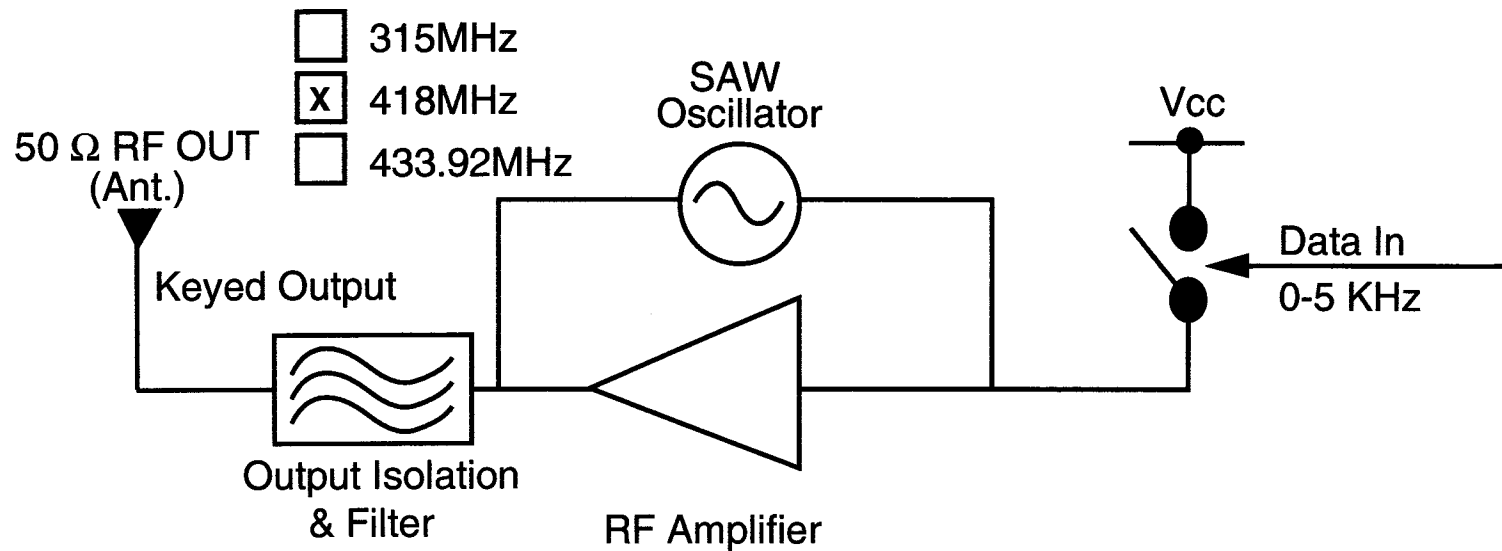 315MHz
X 418MHz
433.92MHz
50 Ω RF OUT
(Ant.)
SAW
Oscillator
Vcc
Keyed Output
Data In
0-5 KHz
Output Isolation
& Filter
RF Amplifier